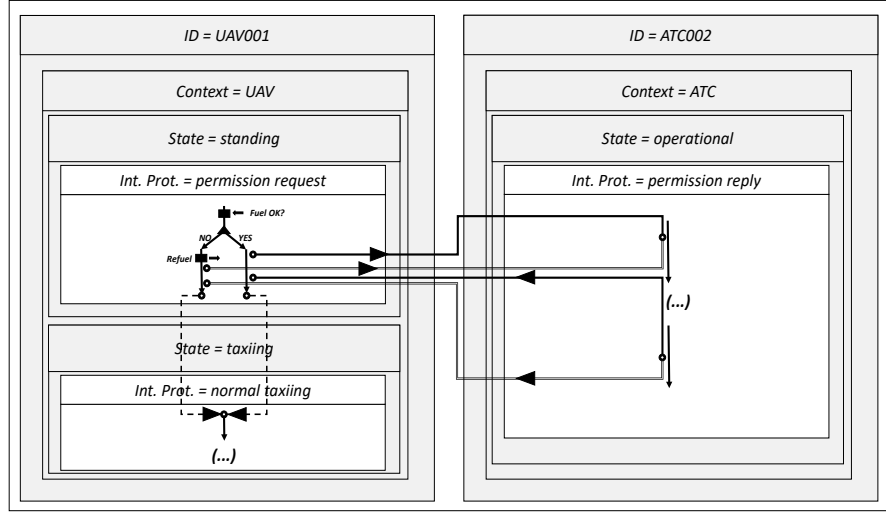 ID = UAV001
Context = UAV
State = standing
Int. Prot. = permission request
Fuel OK?
NO
YES
Refuel
State = taxiing
Int. Prot. = normal taxiing
(...)
ID = ATC002
Context = ATC
State = operational
Int. Prot. = permission reply
(...)